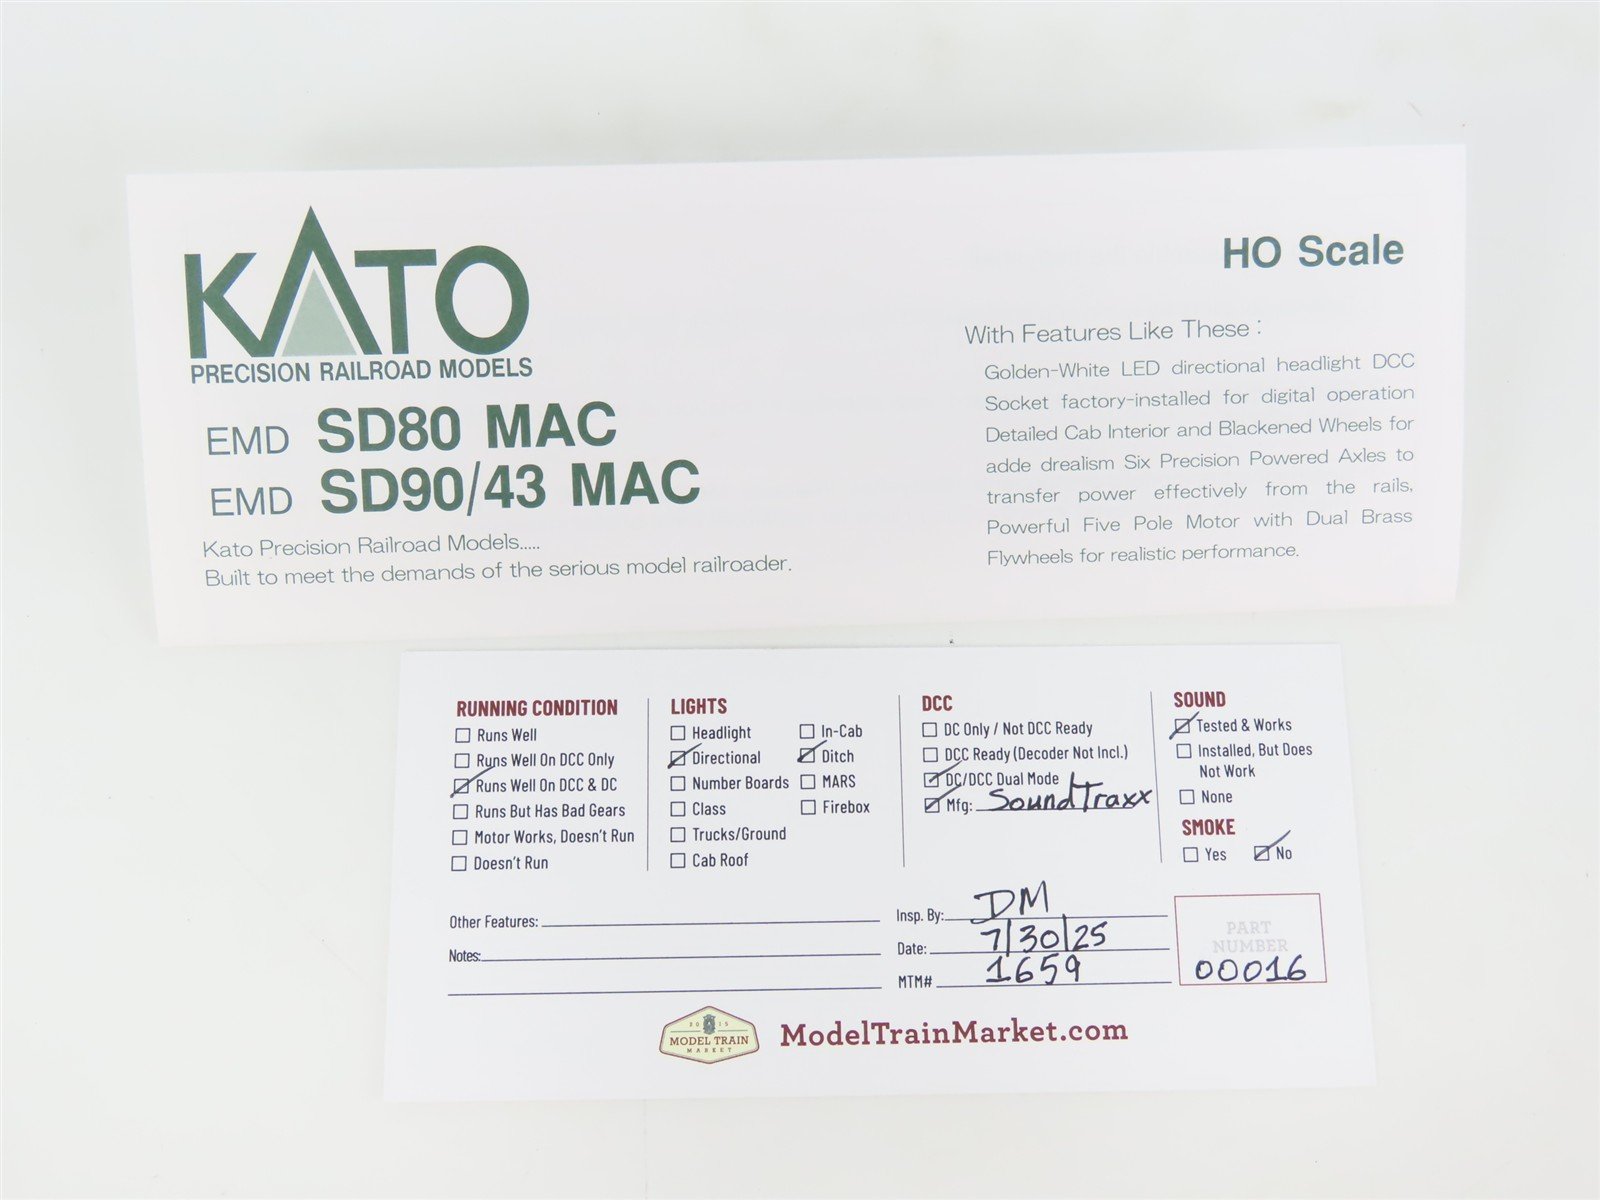 KATO
PRECISION RAILROAD MODELS
EMD SD80 MAC
EMD SD90/43 MAC
Kato Precision Railroad Models.....
Built to meet the demands of the serious model railroader.
HO Scale
With Features Like These :
Golden-White LED directional headlight DCC
Socket factory-installed for digital operation
Detailed Cab Interior and Blackened Wheels for
adde drealism Six Precision Powered Axles to
transfer power effectively from the rails,
Powerful Five Pole Motor with Dual Brass
Flywheels for realistic performance.
RUNNING CONDITION
Runs Well
Runs Well On DCC Only
Runs Well On DCC & DC
Runs But Has Bad Gears
Motor Works, Doesn't Run
Doesn't Run
LIGHTS
Headlight
Directional
Number Boards
Class
Trucks/Ground
Cab Roof
In-Cab
Ditch
MARS
Firebox
DCC
DC Only / Not DCC Ready
DCC Ready (Decoder Not Incl.)
DC/DCC Dual Mode
Mfg: SoundTraxx
SOUND
Tested & Works
Installed, But Does
Not Work
None
SMOKE
Yes No
Other Features:
Notes:
Insp. By: DM
Date: 7/30/25
MTM# 1659
PART
NUMBER
00016
2015
MODEL TRAIN
MARKET
ModelTrainMarket.com